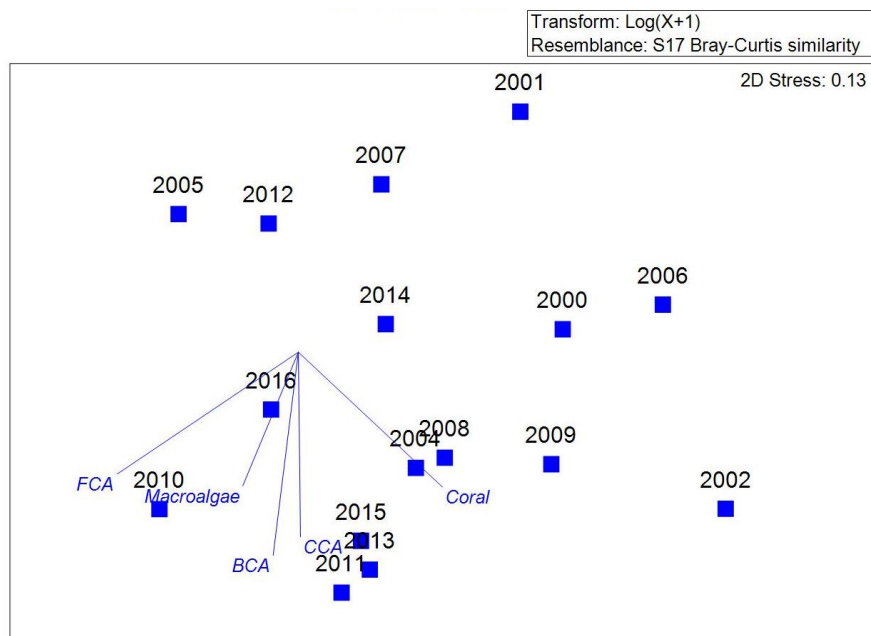 Transform: Log(X+1)
Resemblance: S17 Bray-Curtis similarity
2D Stress: 0.13
2001
2007
2005
2012
2006
2014
2000
2016
2008
2004
2009
FCA
2010
Macroalgae
Coral
2002
2015
CCA
2013
BCA
2011